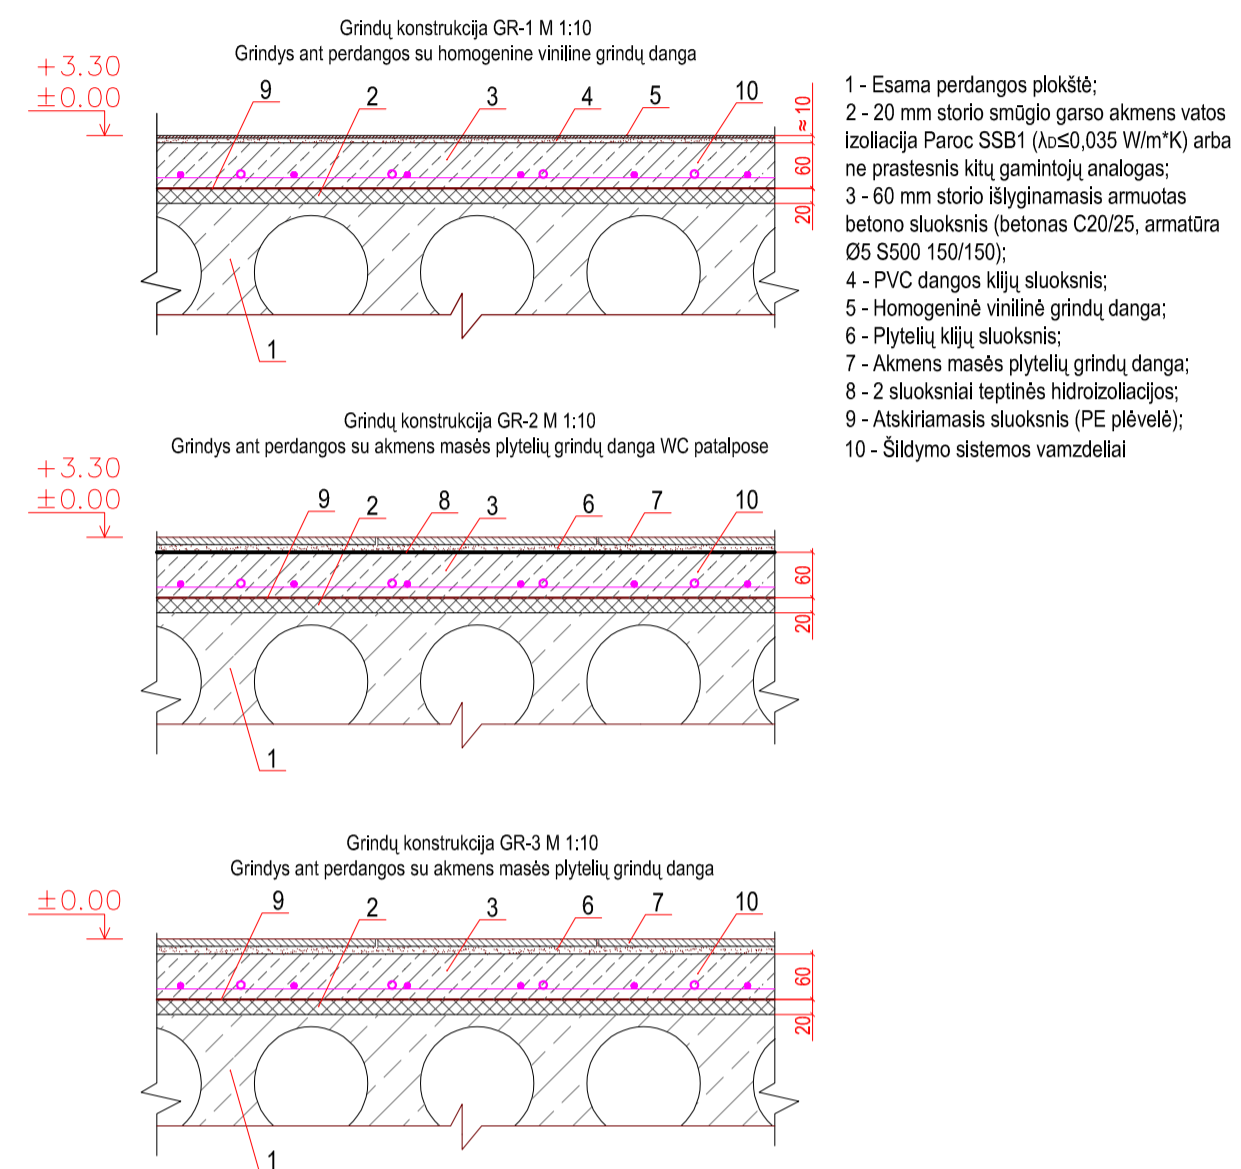 Grindų konstrukcija GR-1 M 1:10
Grindys ant perdangos su homogenine viniline grindų danga
+3.30
±0.00
9 2 3 4 5 10
≈ 10
60
20
1
Grindų konstrukcija GR-2 M 1:10
Grindys ant perdangos su akmens masės plytelių grindų danga WC patalpose
+3.30
±0.00
9 2 8 3 6 7 10
60
20
1
Grindų konstrukcija GR-3 M 1:10
Grindys ant perdangos su akmens masės plytelių grindų danga
±0.00
9 2 3 6 7 10
60
20
1
1 - Esama perdangos plokštė;
2 - 20 mm storio smūgio garso akmens vatos
izoliacija Paroc SSB1 (λD≤0,035 W/m*K) arba
ne prastesnis kitų gamintojų analogas;
3 - 60 mm storio išlyginamasis armuotas
betono sluoksnis (betonas C20/25, armatūra
Ø5 S500 150/150);
4 - PVC dangos klijų sluoksnis;
5 - Homogeninė vinilinė grindų danga;
6 - Plytelių klijų sluoksnis;
7 - Akmens masės plytelių grindų danga;
8 - 2 sluoksniai teptinės hidroizoliacijos;
9 - Atskiriamasis sluoksnis (PE plėvelė);
10 - Šildymo sistemos vamzdeliai